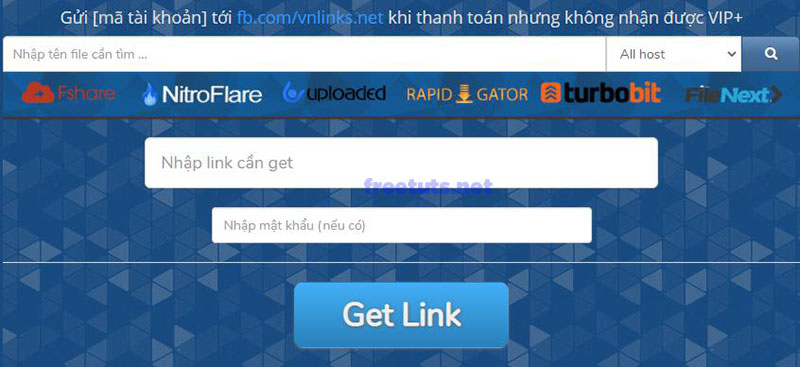 Gửi [mã tài khoản] tới fb.com/vnlinks.net khi thanh toán nhưng không nhận được VIP+
Nhập tên file cần tìm ... All host
Fshare NitroFlare uploaded RAPID GATOR turbobit FileNext
Nhập link cần get
freetuts.net
Nhập mật khẩu (nếu có)
Get Link